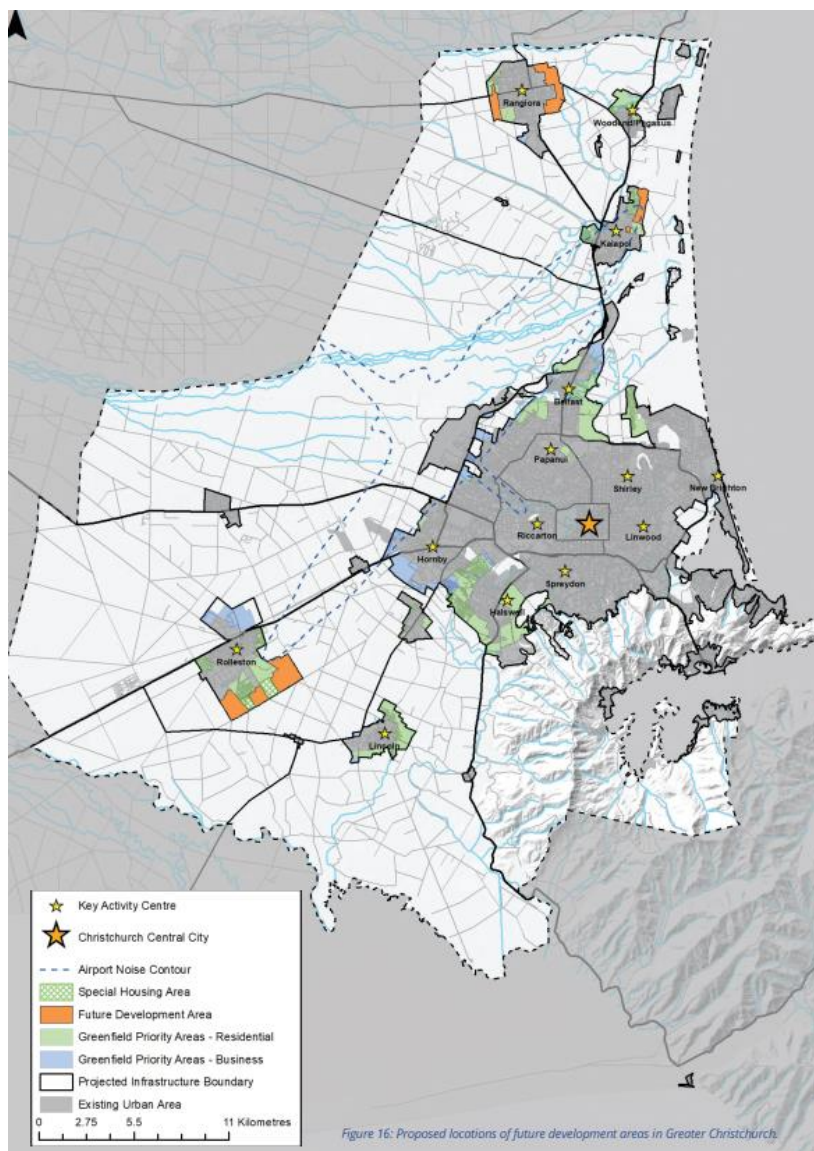 Rangiora
Woodend/Pegasus
Kaiapoi
Belfast
Papanui
Shirley
New Brighton
Riccarton
Linwood
Hornby
Spreydon
Halswell
Rolleston
Lincoln
Key Activity Centre
Christchurch Central City
Airport Noise Contour
Special Housing Area
Future Development Area
Greenfield Priority Areas - Residential
Greenfield Priority Areas - Business
Projected Infrastructure Boundary
Existing Urban Area
0 2.75 5.5 11 Kilometres
Figure 16: Proposed locations of future development areas in Greater Christchurch.